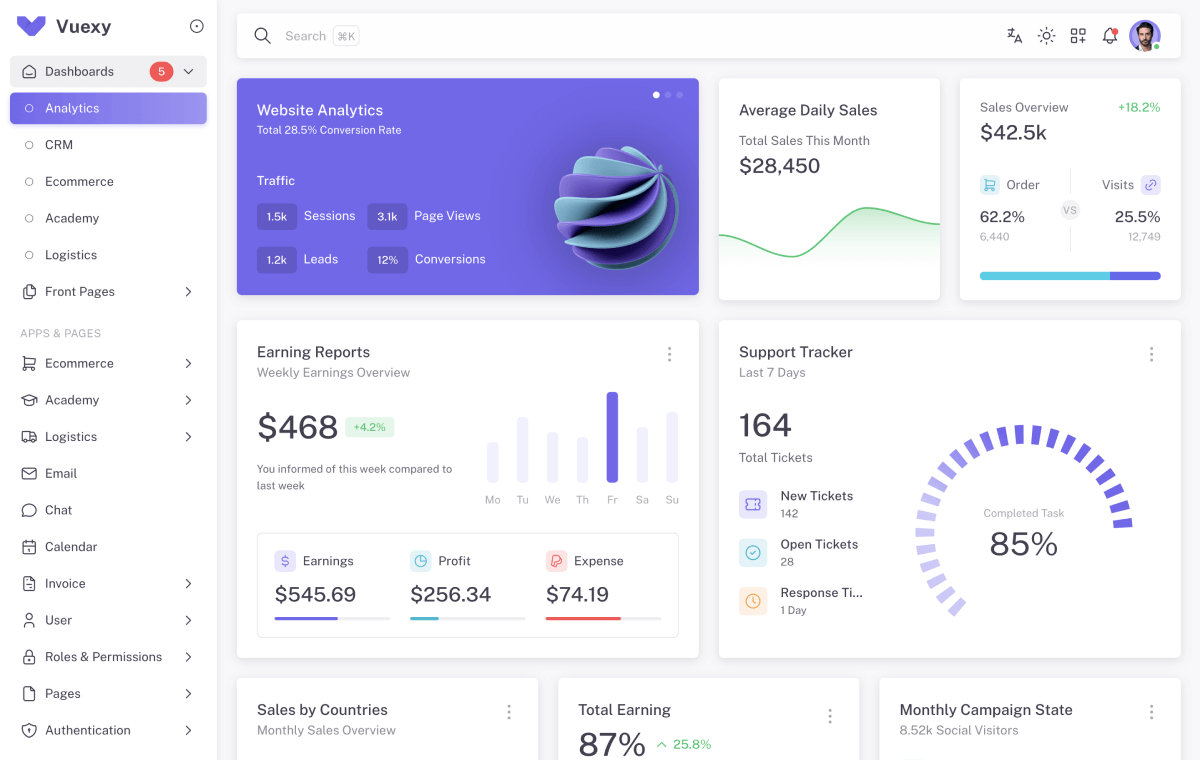 Vuexy
Dashboards 5
Analytics
CRM
Ecommerce
Academy
Logistics
Front Pages
APPS & PAGES
Ecommerce
Academy
Logistics
Email
Chat
Calendar
Invoice
User
Roles & Permissions
Pages
Authentication
Search ⌘K
Website Analytics
Total 28.5% Conversion Rate
Traffic
1.5k Sessions 3.1k Page Views
1.2k Leads 12% Conversions
Average Daily Sales
Total Sales This Month
$28,450
Sales Overview +18.2%
$42.5k
Order Visits
VS
62.2% 25.5%
6,440 12,749
Earning Reports
Weekly Earnings Overview
$468 +4.2%
You informed of this week compared to
last week
Mo Tu We Th Fr Sa Su
Earnings Profit Expense
$545.69 $256.34 $74.19
Support Tracker
Last 7 Days
164
Total Tickets
New Tickets
142
Open Tickets
28
Response Ti...
1 Day
Completed Task
85%
Sales by Countries
Monthly Sales Overview
Total Earning
87% 25.8%
Monthly Campaign State
8.52k Social Visitors